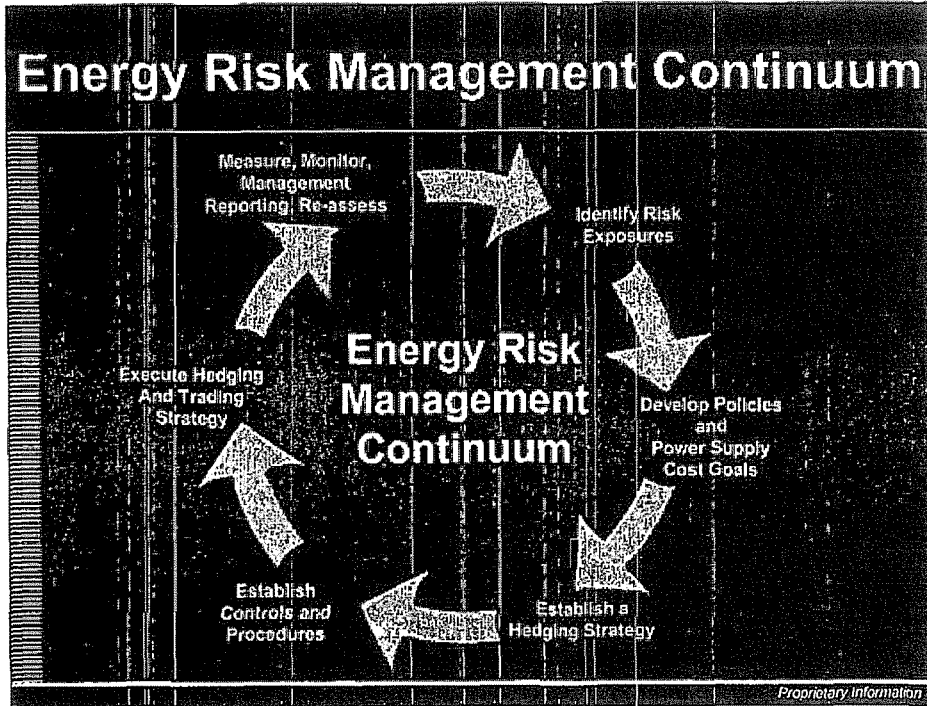 Energy Risk Management Continuum
Measure, Monitor,
Management
Reporting, Re-assess
Identify Risk
Exposures
Develop Policies
and
Power Supply
Cost Goals
Establish a
Hedging Strategy
Establish
Controls and
Procedures
Execute Hedging
And Trading
Strategy
Energy Risk
Management
Continuum
Proprietary Information